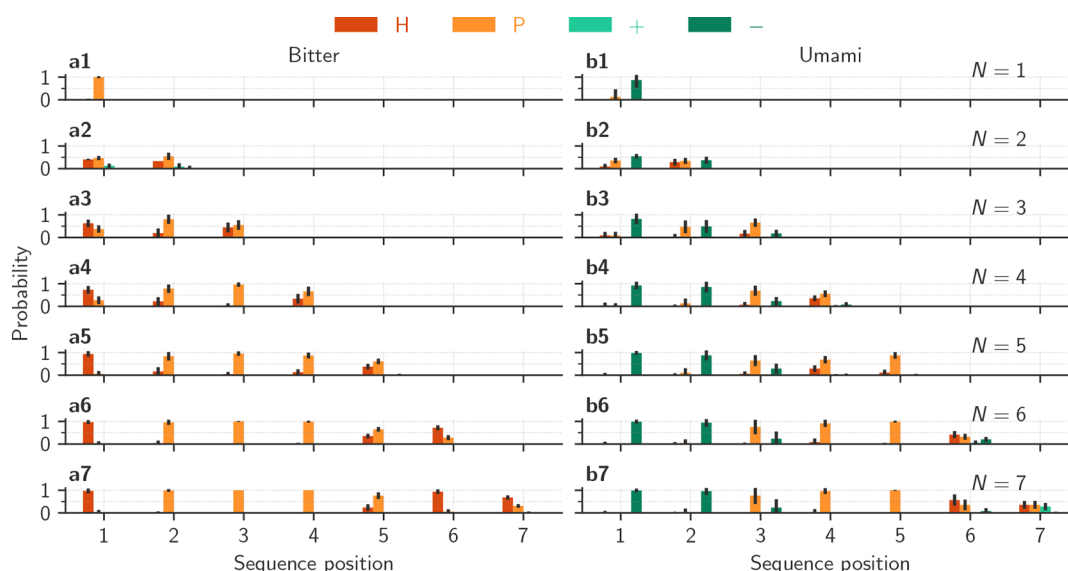 H P + −
Bitter Umami
a1 b1 N = 1
1
0
a2 b2 N = 2
1
0
a3 b3 N = 3
1
0
a4 b4 N = 4
1
0
a5 b5 N = 5
1
0
a6 b6 N = 6
1
0
a7 b7 N = 7
1
0
Probability
1 2 3 4 5 6 7 1 2 3 4 5 6 7
Sequence position Sequence position